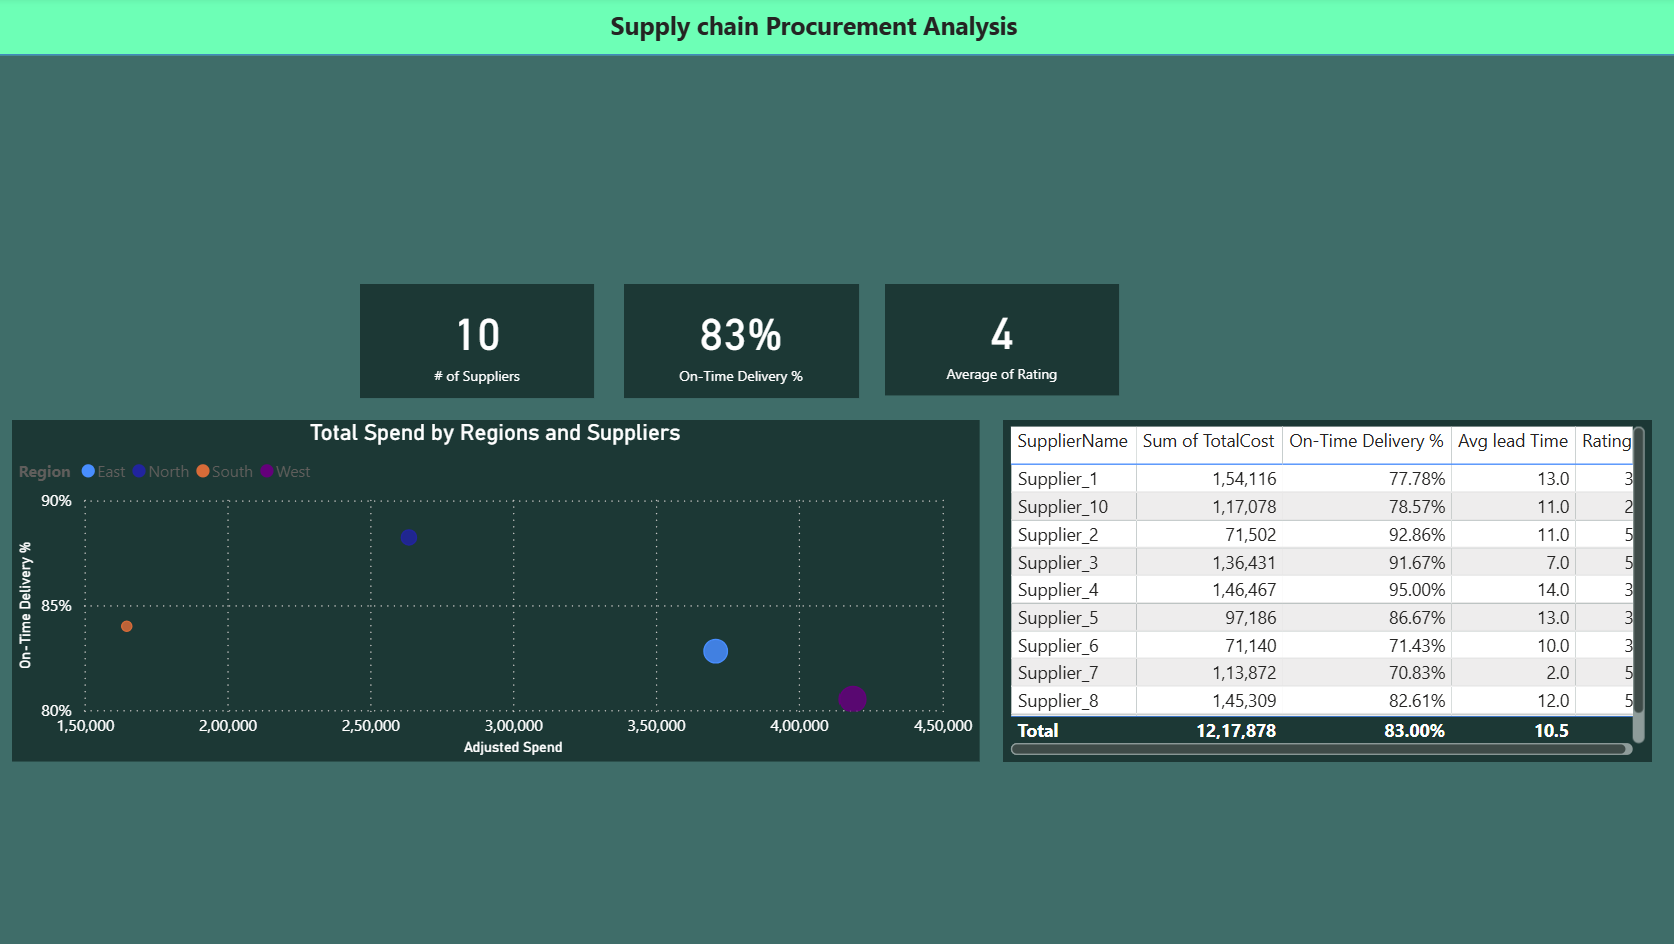 Supply chain Procurement Analysis
10
# of Suppliers
83%
On-Time Delivery %
4
Average of Rating
Total Spend by Regions and Suppliers
Region East North South West
On-Time Delivery %
90%
85%
80%
1,50,000 2,00,000 2,50,000 3,00,000 3,50,000 4,00,000 4,50,000
Adjusted Spend
SupplierName Sum of TotalCost On-Time Delivery % Avg lead Time Rating
Supplier_1 1,54,116 77.78% 13.0 3
Supplier_10 1,17,078 78.57% 11.0 2
Supplier_2 71,502 92.86% 11.0 5
Supplier_3 1,36,431 91.67% 7.0 5
Supplier_4 1,46,467 95.00% 14.0 3
Supplier_5 97,186 86.67% 13.0 3
Supplier_6 71,140 71.43% 10.0 3
Supplier_7 1,13,872 70.83% 2.0 5
Supplier_8 1,45,309 82.61% 12.0 5
Total 12,17,878 83.00% 10.5